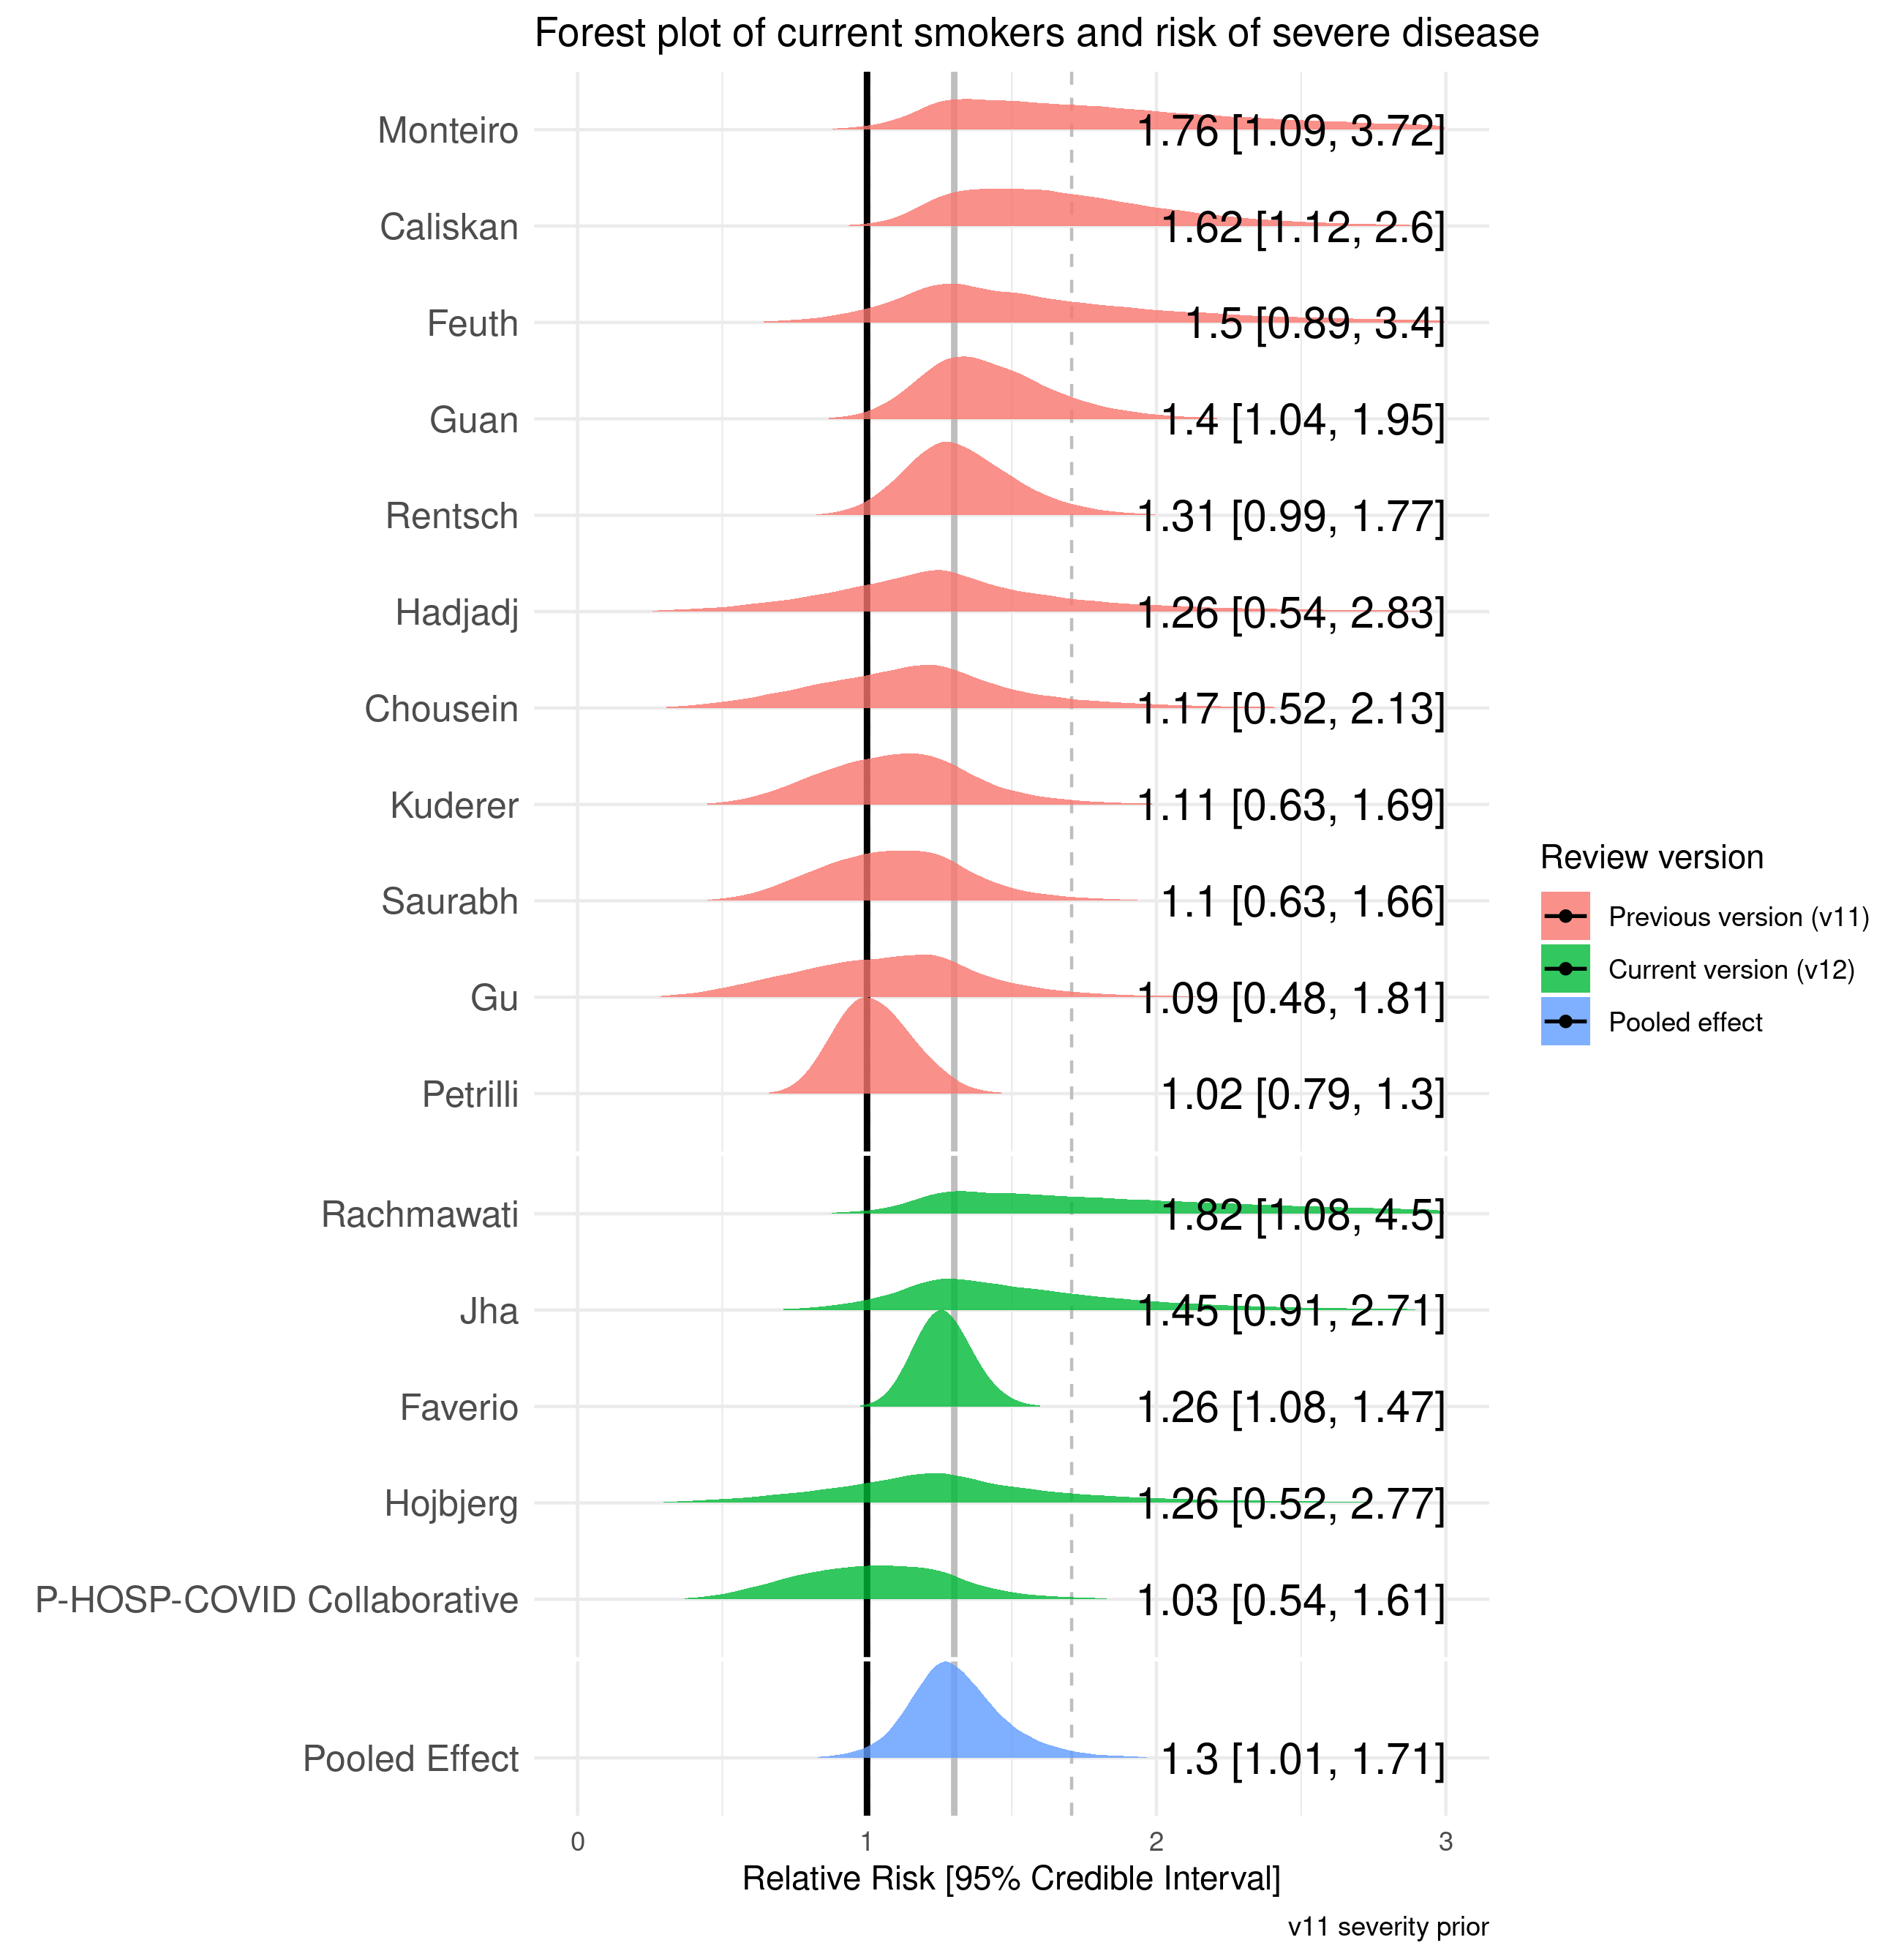 Forest plot of current smokers and risk of severe disease
Monteiro 1.76 [1.09, 3.72]
Caliskan 1.62 [1.12, 2.6]
Feuth 1.5 [0.89, 3.4]
Guan 1.4 [1.04, 1.95]
Rentsch 1.31 [0.99, 1.77]
Hadjadj 1.26 [0.54, 2.83]
Chousein 1.17 [0.52, 2.13]
Kuderer 1.11 [0.63, 1.69]
Saurabh 1.1 [0.63, 1.66]
Gu 1.09 [0.48, 1.81]
Petrilli 1.02 [0.79, 1.3]
Rachmawati 1.82 [1.08, 4.5]
Jha 1.45 [0.91, 2.71]
Faverio 1.26 [1.08, 1.47]
Hojbjerg 1.26 [0.52, 2.77]
P-HOSP-COVID Collaborative 1.03 [0.54, 1.61]
Pooled Effect 1.3 [1.01, 1.71]
0 1 2 3
Relative Risk [95% Credible Interval]
v11 severity prior
Review version
Previous version (v11)
Current version (v12)
Pooled effect